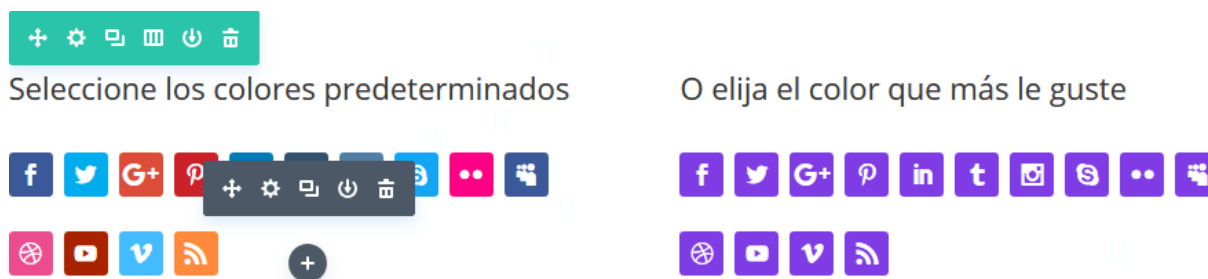 Seleccione los colores predeterminados
O elija el color que más le guste